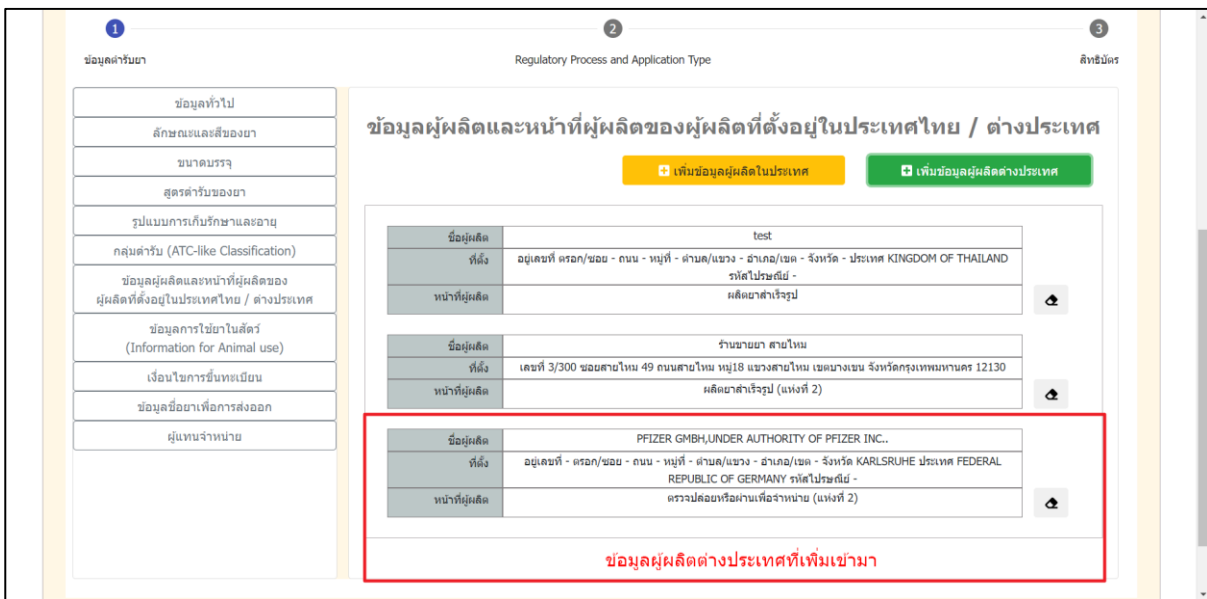 1
2
3
ข้อมูลตำรับยา
Regulatory Process and Application Type
สิทธิบัตร
ข้อมูลทั่วไป
ลักษณะและสีของยา
ขนาดบรรจุ
สูตรตำรับของยา
รูปแบบการเก็บรักษาและอายุ
กลุ่มตำรับ (ATC-like Classification)
ข้อมูลผู้ผลิตและหน้าที่ผู้ผลิตของ
ผู้ผลิตที่ตั้งอยู่ในประเทศไทย / ต่างประเทศ
ข้อมูลการใช้ยาในสัตว์
(Information for Animal use)
เงื่อนไขการขึ้นทะเบียน
ข้อมูลชื่อยาเพื่อการส่งออก
ผู้แทนจำหน่าย
ข้อมูลผู้ผลิตและหน้าที่ผู้ผลิตของผู้ผลิตที่ตั้งอยู่ในประเทศไทย / ต่างประเทศ
เพิ่มข้อมูลผู้ผลิตในประเทศ
เพิ่มข้อมูลผู้ผลิตต่างประเทศ
ชื่อผู้ผลิต test
ที่ตั้ง อยู่เลขที่ ตรอก/ซอย - ถนน - หมู่ที่ - ตำบล/แขวง - อำเภอ/เขต - จังหวัด - ประเทศ KINGDOM OF THAILAND
รหัสไปรษณีย์ -
หน้าที่ผู้ผลิต ผลิตยาสำเร็จรูป
ชื่อผู้ผลิต ร้านขายยา สายไหม
ที่ตั้ง เลขที่ 3/300 ซอยสายไหม 49 ถนนสายไหม หมู่18 แขวงสายไหม เขตบางเขน จังหวัดกรุงเทพมหานคร 12130
หน้าที่ผู้ผลิต ผลิตยาสำเร็จรูป (แห่งที่ 2)
ชื่อผู้ผลิต PFIZER GMBH,UNDER AUTHORITY OF PFIZER INC..
ที่ตั้ง อยู่เลขที่ - ตรอก/ซอย - ถนน - หมู่ที่ - ตำบล/แขวง - อำเภอ/เขต - จังหวัด KARLSRUHE ประเทศ FEDERAL
REPUBLIC OF GERMANY รหัสไปรษณีย์ -
หน้าที่ผู้ผลิต ตรวจปล่อยหรือผ่านเพื่อจำหน่าย (แห่งที่ 2)
ข้อมูลผู้ผลิตต่างประเทศที่เพิ่มเข้ามา